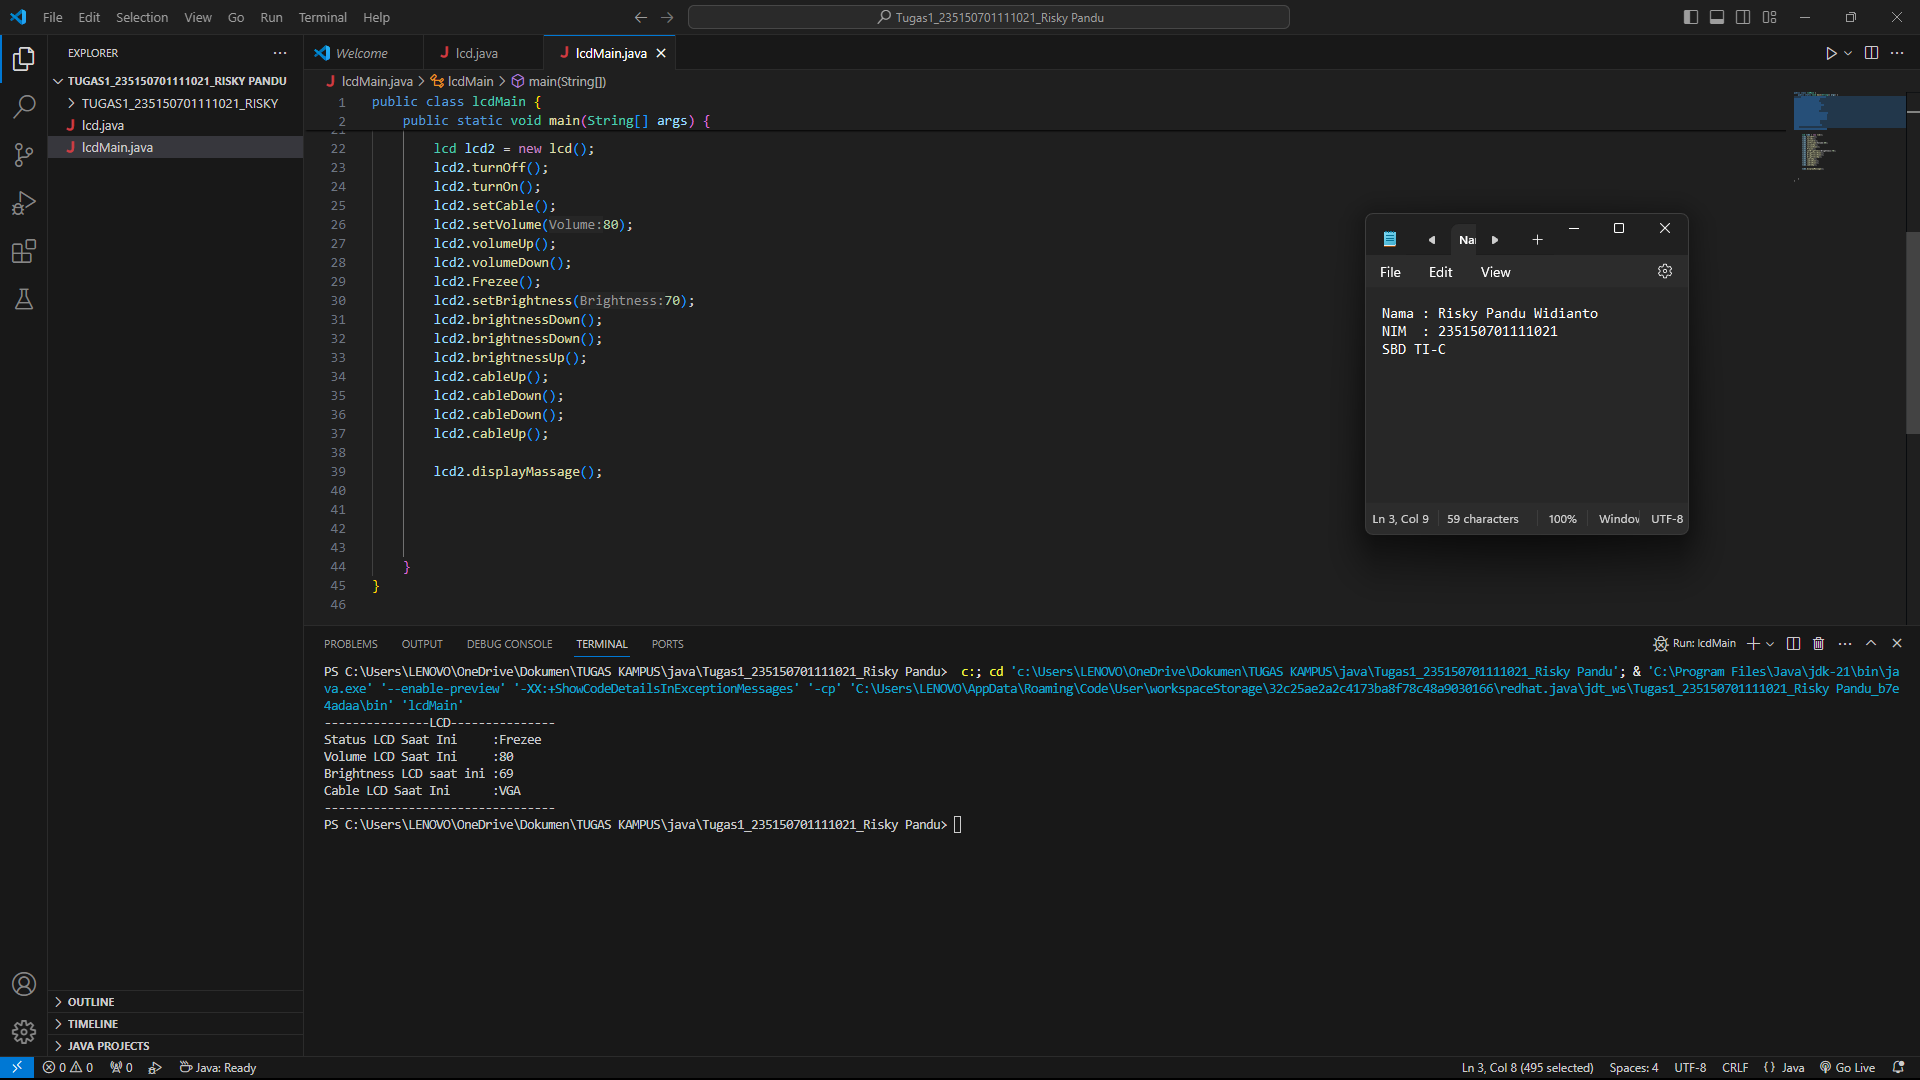 File Edit Selection View Go Run Terminal Help
Tugas1_235150701111021_Risky Pandu
EXPLORER
TUGAS1_235150701111021_RISKY PANDU
TUGAS1_235150701111021_RISKY
lcd.java
lcdMain.java
OUTLINE
TIMELINE
JAVA PROJECTS
Welcome lcd.java lcdMain.java
lcdMain.java > lcdMain > main(String[])
1 public class lcdMain {
2 public static void main(String[] args) {
21
22 lcd lcd2 = new lcd();
23 lcd2.turnOff();
24 lcd2.turnOn();
25 lcd2.setCable();
26 lcd2.setVolume(Volume:80);
27 lcd2.volumeUp();
28 lcd2.volumeDown();
29 lcd2.Frezee();
30 lcd2.setBrightness(Brightness:70);
31 lcd2.brightnessDown();
32 lcd2.brightnessDown();
33 lcd2.brightnessUp();
34 lcd2.cableUp();
35 lcd2.cableDown();
36 lcd2.cableDown();
37 lcd2.cableUp();
38
39 lcd2.displayMassage();
40
41
42
43
44 }
45 }
46
Nar
File Edit View
Nama : Risky Pandu Widianto
NIM : 235150701111021
SBD TI-C
Ln 3, Col 9 59 characters 100% Window UTF-8
PROBLEMS OUTPUT DEBUG CONSOLE TERMINAL PORTS
Run: lcdMain
PS C:\Users\LENOVO\OneDrive\Dokumen\TUGAS KAMPUS\java\Tugas1_235150701111021_Risky Pandu> c:; cd 'c:\Users\LENOVO\OneDrive\Dokumen\TUGAS KAMPUS\java\Tugas1_235150701111021_Risky Pandu'; & 'C:\Program Files\Java\jdk-21\bin\ja
va.exe' '--enable-preview' '-XX:+ShowCodeDetailsInExceptionMessages' '-cp' 'C:\Users\LENOVO\AppData\Roaming\Code\User\workspaceStorage\32c25ae2a2c4173ba8f78c48a9030166\redhat.java\jdt_ws\Tugas1_235150701111021_Risky Pandu_b7e
4adaa\bin' 'lcdMain'
---------------LCD---------------
Status LCD Saat Ini :Frezee
Volume LCD Saat Ini :80
Brightness LCD saat ini :69
Cable LCD Saat Ini :VGA
---------------------------------
PS C:\Users\LENOVO\OneDrive\Dokumen\TUGAS KAMPUS\java\Tugas1_235150701111021_Risky Pandu>
0 0 0 Java: Ready
Ln 3, Col 8 (495 selected) Spaces: 4 UTF-8 CRLF {} Java Go Live